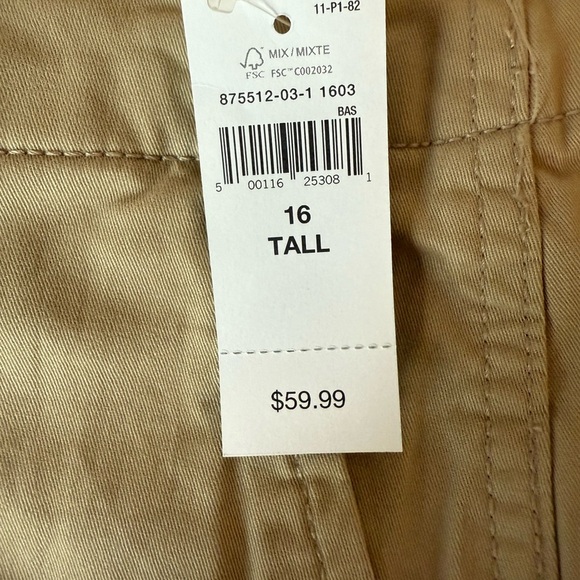 11-P1-82
MIX / MIXTE
FSC FSC™ C002032
875512-03-1 1603
BAS
5 00116 25308 1
16
TALL
$59.99